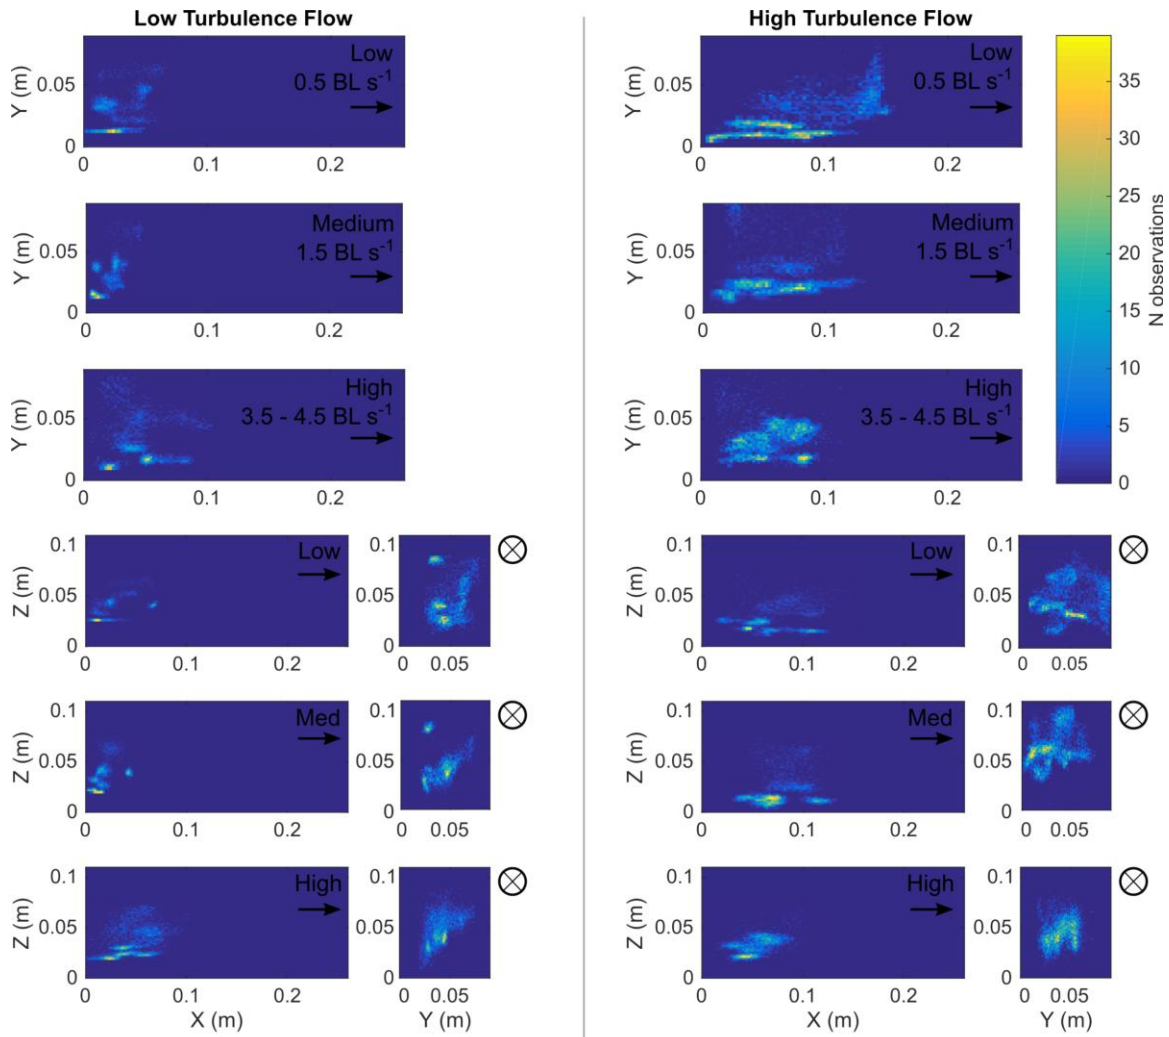 Low Turbulence Flow
High Turbulence Flow
Y (m)
0.05
0
Low
0.5 BL s⁻¹
0
0.1
0.2
Y (m)
0.05
0
Low
0.5 BL s⁻¹
0
0.1
0.2
35
30
25
20
15
10
5
0
N observations
Y (m)
0.05
0
Medium
1.5 BL s⁻¹
0
0.1
0.2
Y (m)
0.05
0
Medium
1.5 BL s⁻¹
0
0.1
0.2
Y (m)
0.05
0
High
3.5 - 4.5 BL s⁻¹
0
0.1
0.2
Y (m)
0.05
0
High
3.5 - 4.5 BL s⁻¹
0
0.1
0.2
Z (m)
0.1
0.05
0
Low
0
0.1
0.2
0.1
0.05
0
0 0.05
Z (m)
0.1
0.05
0
Low
0
0.1
0.2
0.1
0.05
0
0 0.05
Z (m)
0.1
0.05
0
Med
0
0.1
0.2
0.1
0.05
0
0 0.05
Z (m)
0.1
0.05
0
Med
0
0.1
0.2
0.1
0.05
0
0 0.05
Z (m)
0.1
0.05
0
High
0
0.1
0.2
X (m)
0.1
0.05
0
0 0.05
Y (m)
Z (m)
0.1
0.05
0
High
0
0.1
0.2
X (m)
0.1
0.05
0
0 0.05
Y (m)